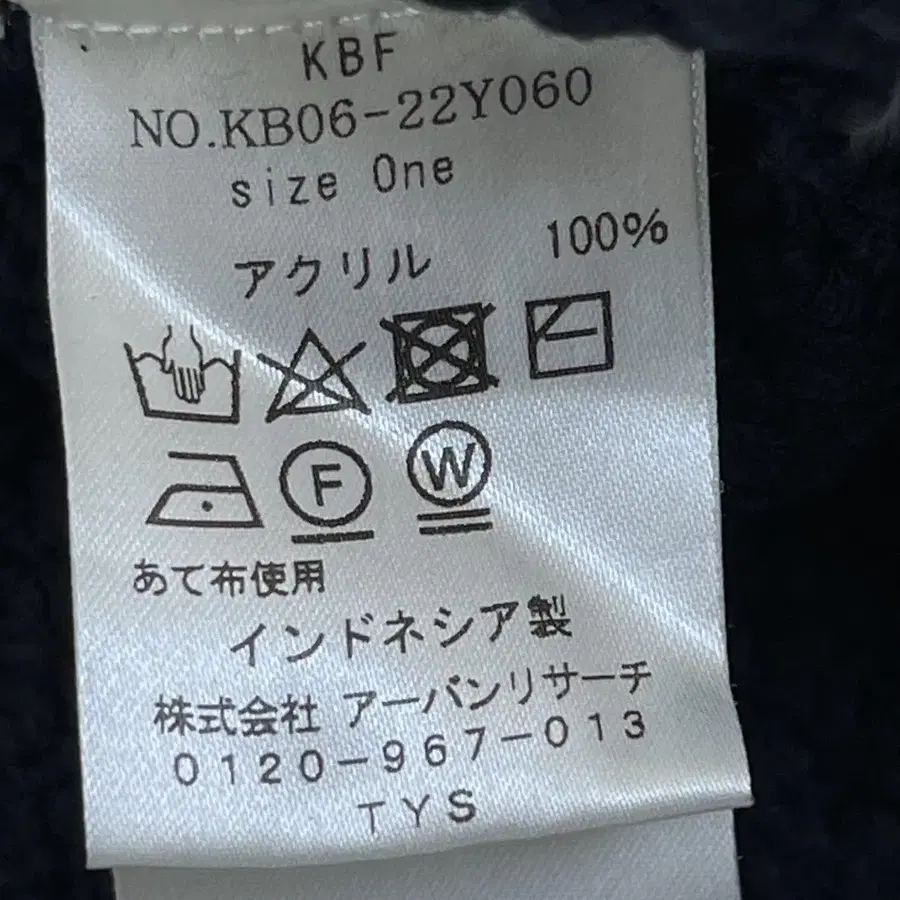 KBF
NO.KB06-22Y060
size One
アクリル 100%
F W
あて布使用
インドネシア製
株式会社 アーバンリサーチ
0120-967-013
TYS